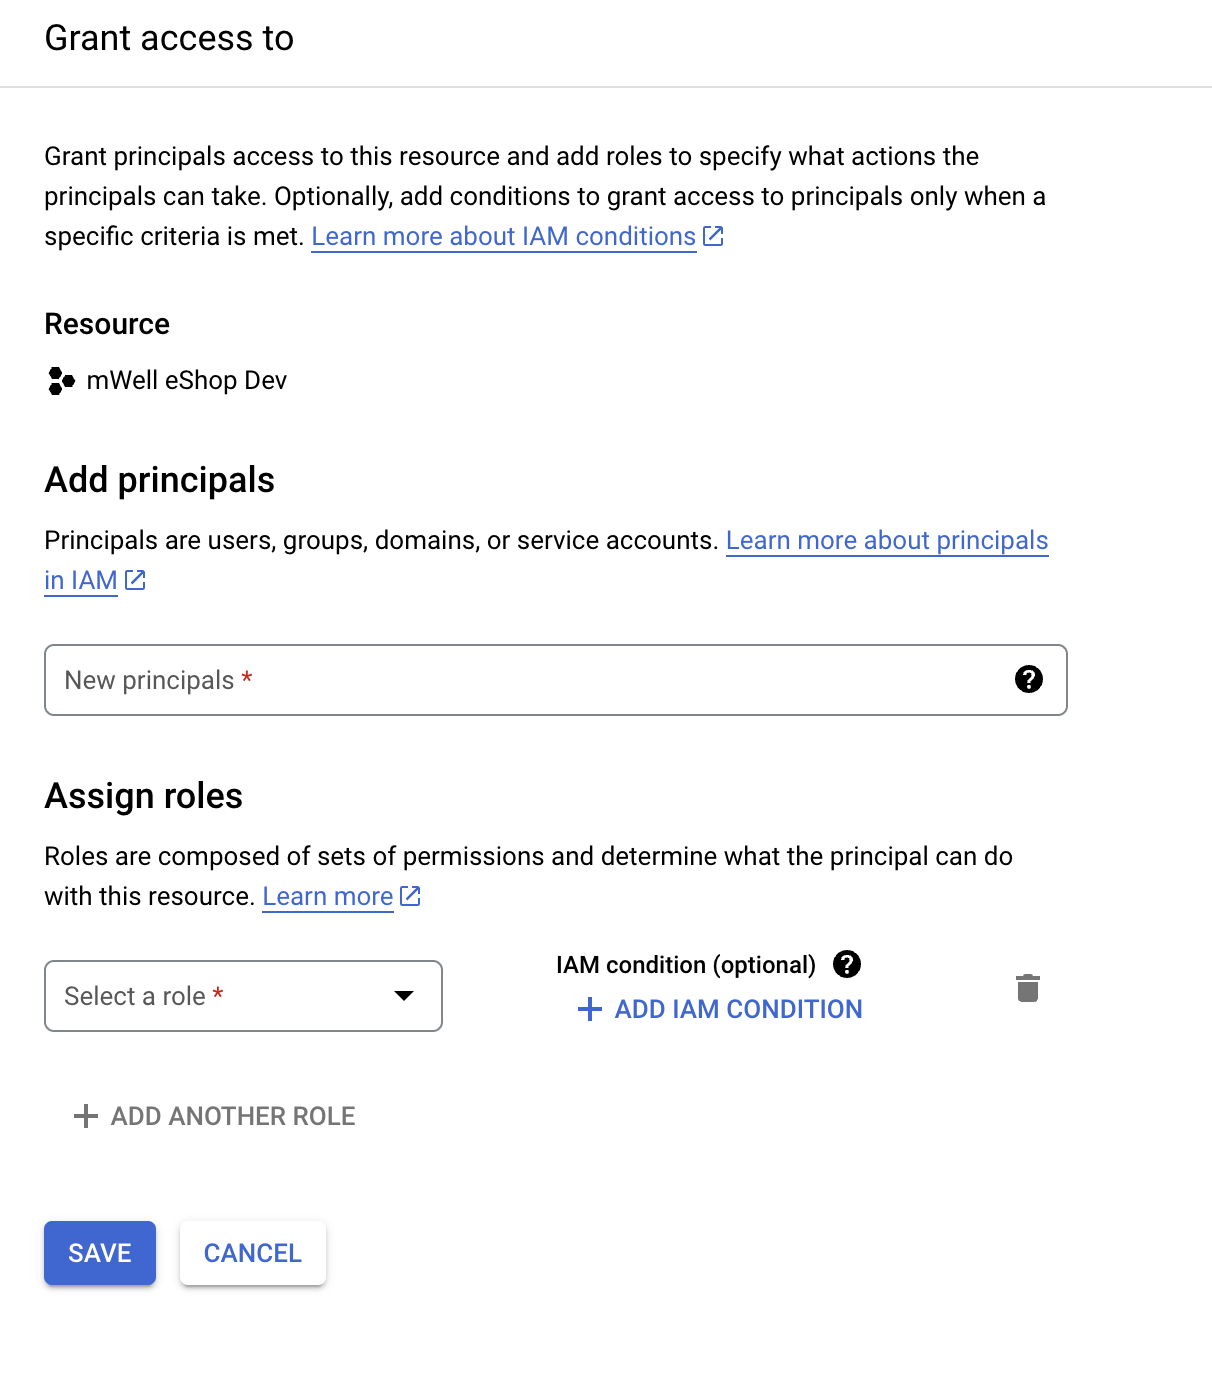 Grant access to
Grant principals access to this resource and add roles to specify what actions the
principals can take. Optionally, add conditions to grant access to principals only when a
specific criteria is met. Learn more about IAM conditions
Resource
mWell eShop Dev
Add principals
Principals are users, groups, domains, or service accounts. Learn more about principals
in IAM
New principals *
Assign roles
Roles are composed of sets of permissions and determine what the principal can do
with this resource. Learn more
IAM condition (optional)
Select a role *
ADD IAM CONDITION
ADD ANOTHER ROLE
SAVE CANCEL